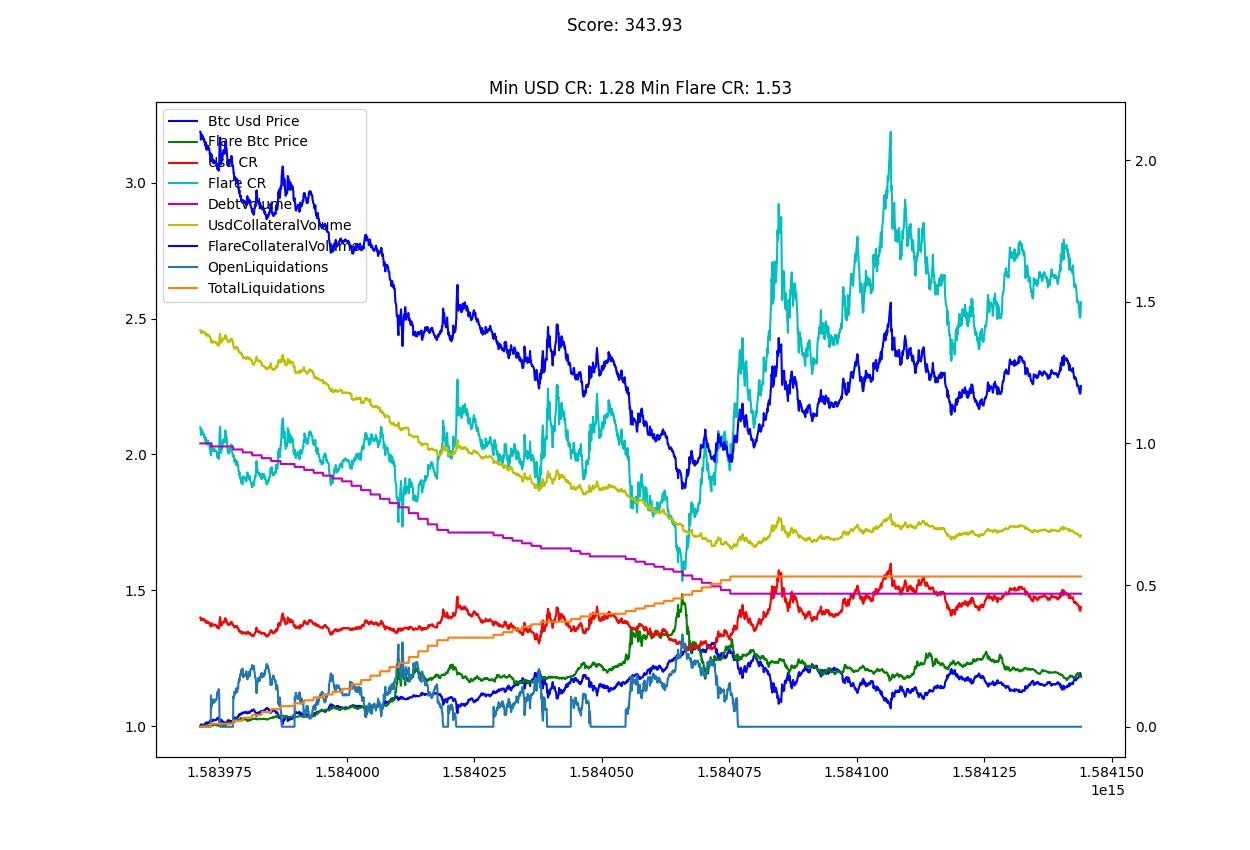 Score: 343.93
Min USD CR: 1.28 Min Flare CR: 1.53
Btc Usd Price
Flare Btc Price
Usd CR
Flare CR
DebtVolume
UsdCollateralVolume
FlareCollateralVolume
OpenLiquidations
TotalLiquidations
3.0
2.5
2.0
1.5
1.0
2.0
1.5
1.0
0.5
0.0
1.583975 1.584000 1.584025 1.584050 1.584075 1.584100 1.584125 1.584150
1e15